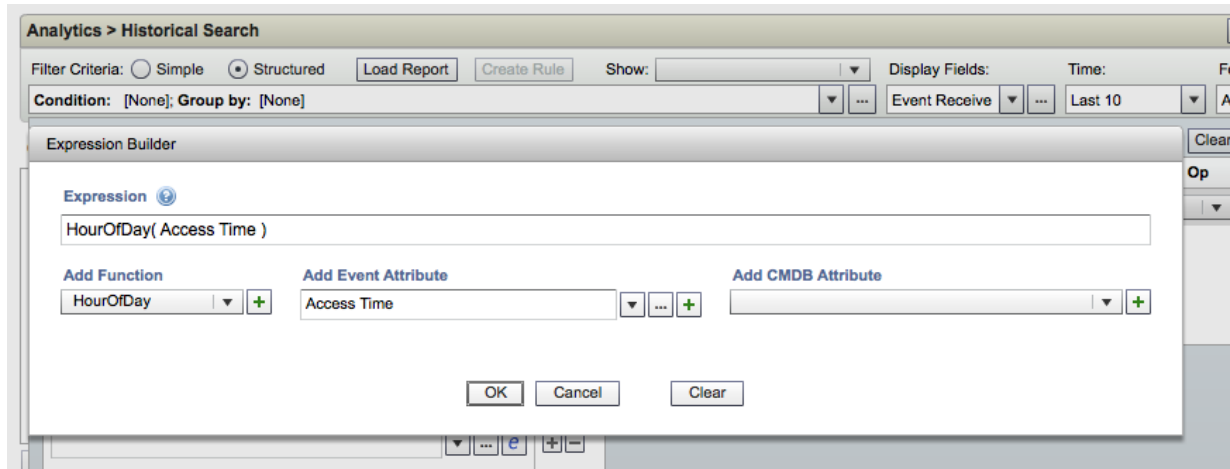 Analytics > Historical Search
Filter Criteria: Simple Structured Load Report Create Rule Show: Display Fields: Time:
Condition: [None]; Group by: [None] ... Event Receive ... Last 10 A
Expression Builder Clear
Op
Expression ?
HourOfDay( Access Time )
Add Function Add Event Attribute Add CMDB Attribute
HourOfDay + Access Time ... + +
OK Cancel Clear
... e + −